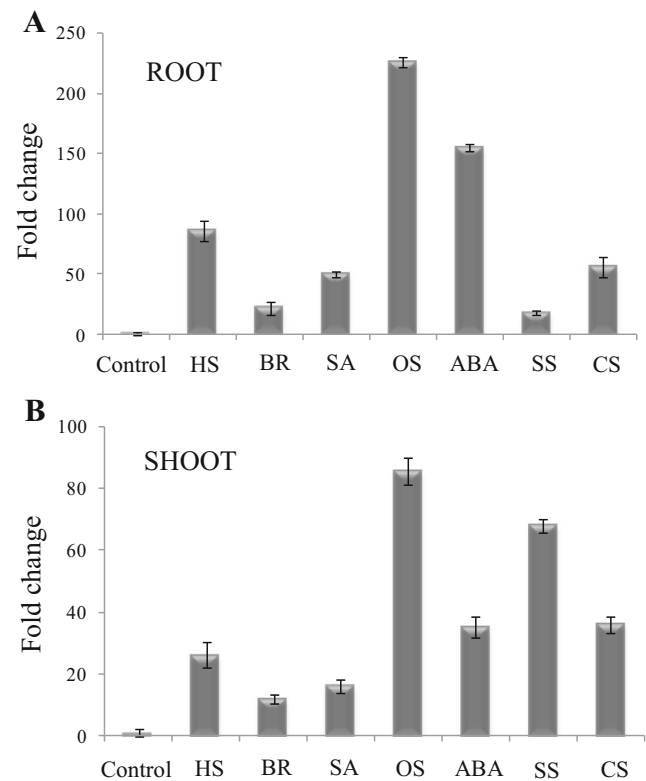 A
ROOT
Fold change
250
200
150
100
50
0
Control HS BR SA OS ABA SS CS
B
SHOOT
Fold change
100
80
60
40
20
0
Control HS BR SA OS ABA SS CS